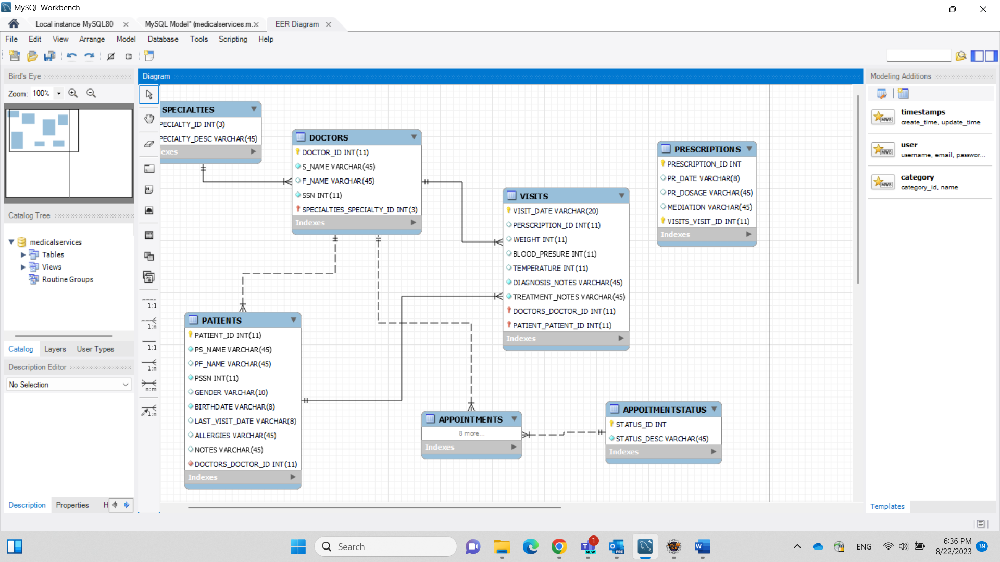 MySQL Workbench
Local instance MySQL80
MySQL Model* (medicalservices.m...
EER Diagram
File Edit View Arrange Model Database Tools Scripting Help
Bird's Eye
Zoom: 100%
Catalog Tree
medicalservices
Tables
Views
Routine Groups
Catalog Layers User Types
Description Editor
No Selection
Description Properties H
Diagram
1:1
1:n
1:1
1:n
n:m
1:n
SPECIALTIES
PECIALTY_ID INT(3)
PECIALTY_DESC VARCHAR(45)
exes
DOCTORS
DOCTOR_ID INT(11)
S_NAME VARCHAR(45)
F_NAME VARCHAR(45)
SSN INT(11)
SPECIALTIES_SPECIALTY_ID INT(3)
Indexes
PATIENTS
PATIENT_ID INT(11)
PS_NAME VARCHAR(45)
PF_NAME VARCHAR(45)
PSSN INT(11)
GENDER VARCHAR(10)
BIRTHDATE VARCHAR(8)
LAST_VISIT_DATE VARCHAR(8)
ALLERGIES VARCHAR(45)
NOTES VARCHAR(45)
DOCTORS_DOCTOR_ID INT(11)
Indexes
VISITS
VISIT_DATE VARCHAR(20)
PERSCRIPTION_ID INT(11)
WEIGHT INT(11)
BLOOD_PRESURE INT(11)
TEMPERATURE INT(11)
DIAGNOSIS_NOTES VARCHAR(45)
TREATMENT_NOTES VARCHAR(45)
DOCTORS_DOCTOR_ID INT(11)
PATIENT_PATIENT_ID INT(11)
Indexes
PRESCRIPTIONS
PRESCRIPTION_ID INT
PR_DATE VARCHAR(8)
PR_DOSAGE VARCHAR(45)
MEDIATION VARCHAR(45)
VISITS_VISIT_ID INT(11)
Indexes
APPOINTMENTS
8 more...
Indexes
APPOITMENTSTATUS
STATUS_ID INT
STATUS_DESC VARCHAR(45)
Indexes
Modeling Additions
MWB
timestamps
create_time, update_time
MWB
user
username, email, passwor...
MWB
category
category_id, name
Templates
Search
1
NEW
PRE
ENG
6:36 PM
8/22/2023
39